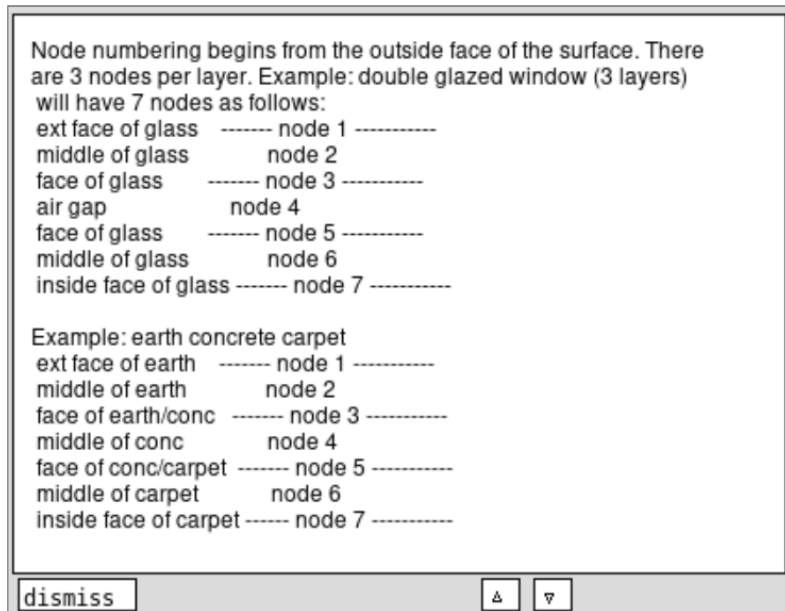 Node numbering begins from the outside face of the surface. There
are 3 nodes per layer. Example: double glazed window (3 layers)
will have 7 nodes as follows:
ext face of glass ------- node 1 -----------
middle of glass node 2
face of glass ------- node 3 -----------
air gap node 4
face of glass ------- node 5 -----------
middle of glass node 6
inside face of glass ------- node 7 -----------
Example: earth concrete carpet
ext face of earth ------- node 1 -----------
middle of earth node 2
face of earth/conc ------- node 3 -----------
middle of conc node 4
face of conc/carpet ------- node 5 -----------
middle of carpet node 6
inside face of carpet ------ node 7 -----------
dismiss